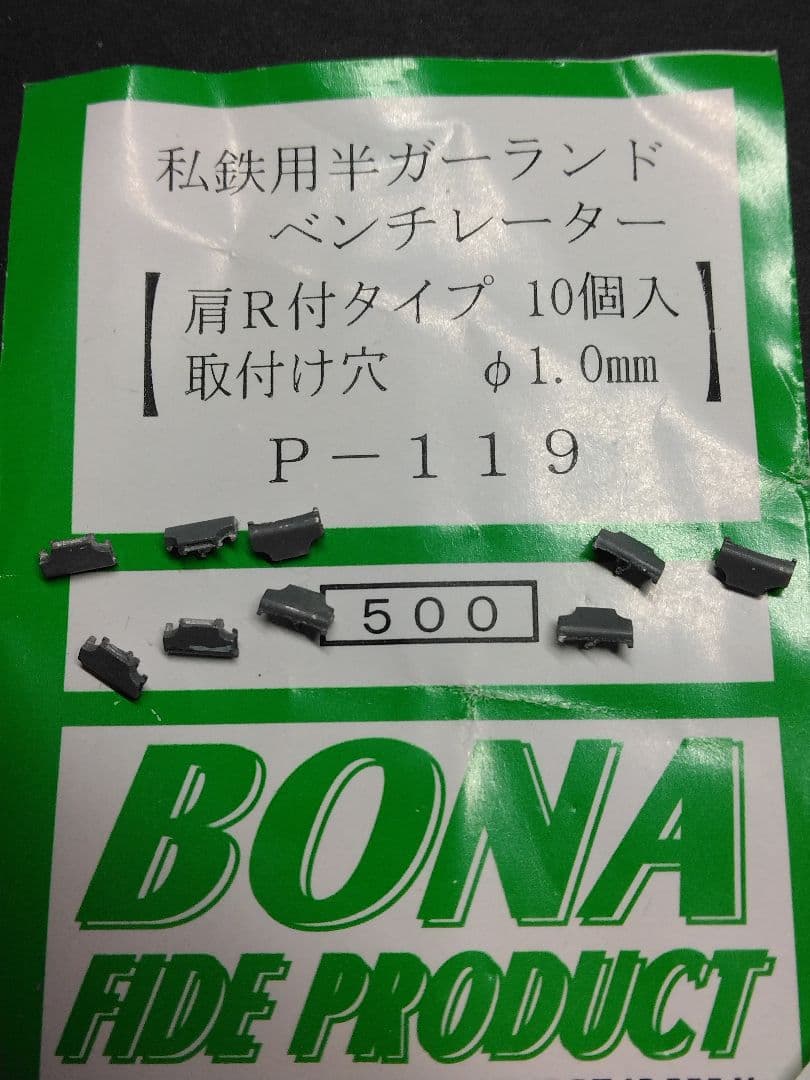 私鉄用半ガーランド
ベンチレーター
【肩R付タイプ 10個入
取付け穴 φ1.0mm】
P－119
500
BONA
FIDE PRODUCT